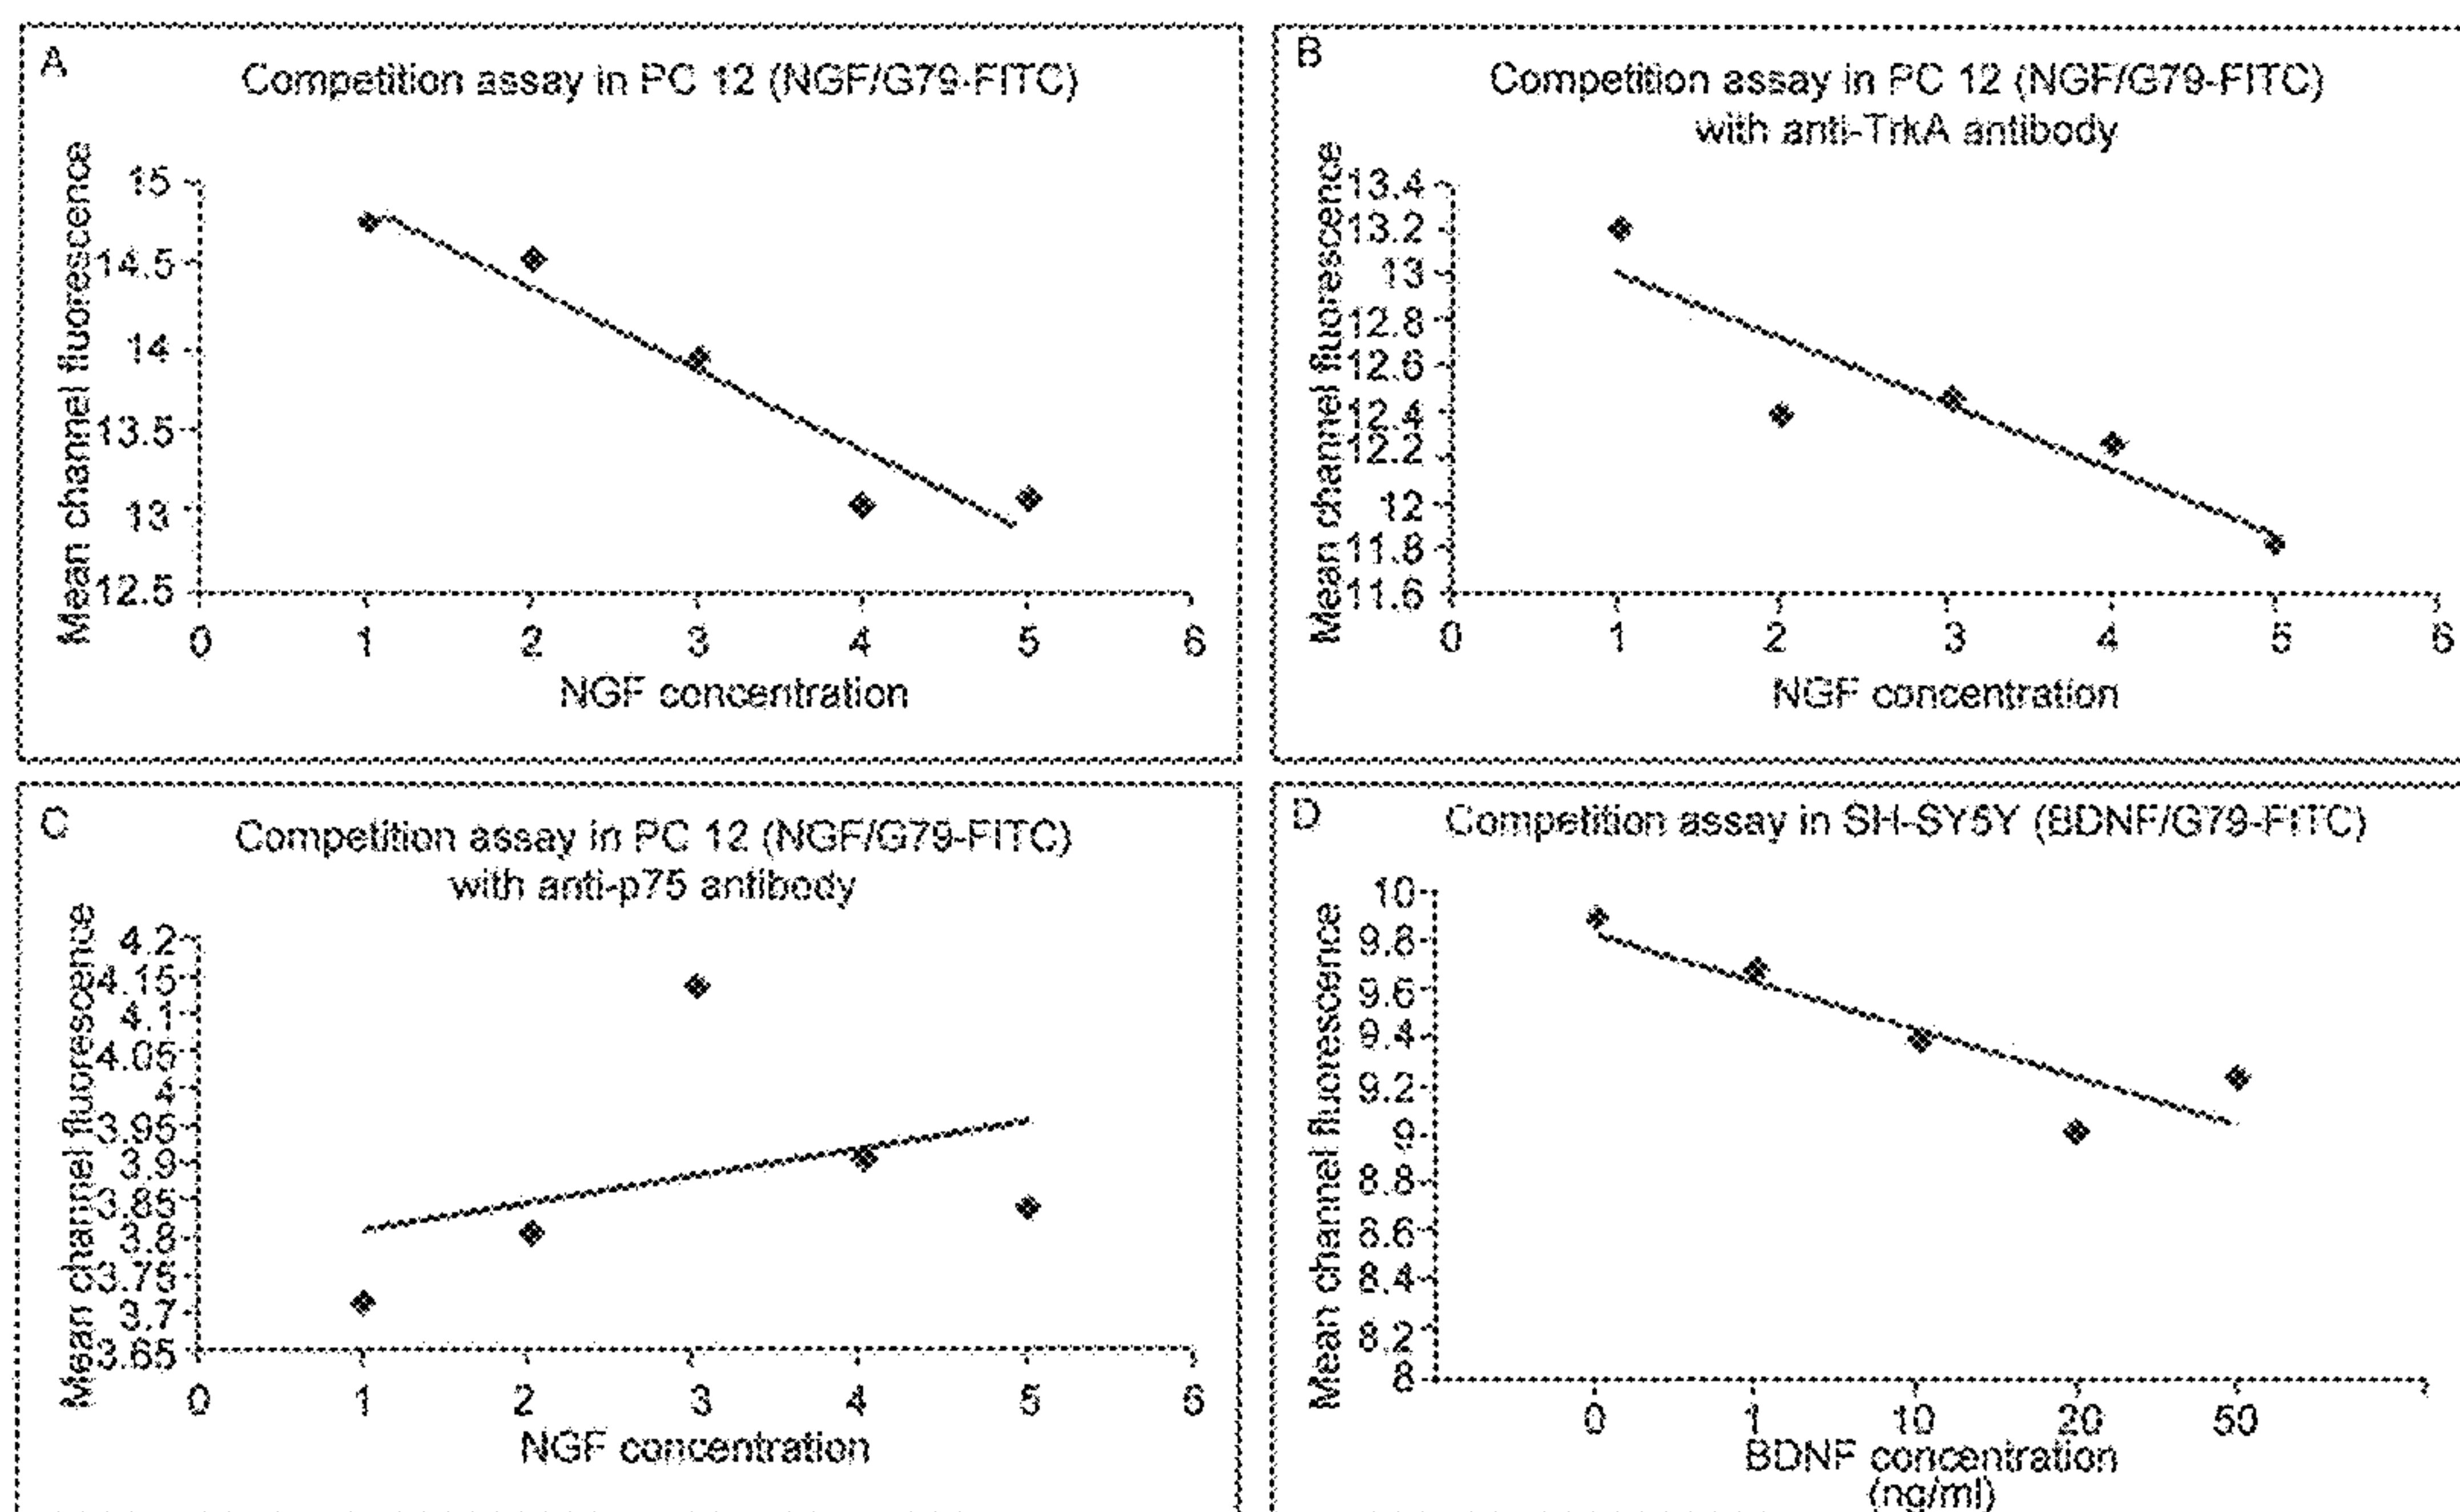 A
Competition assay in PC 12 (NGF/G79-FITC)
Mean channel fluorescence
15
14.5
14
13.5
13
12.5
0 1 2 3 4 5 6
NGF concentration
B
Competition assay in PC 12 (NGF/G79-FITC)
with anti-TrkA antibody
Mean channel fluorescence
13.4
13.2
13
12.8
12.6
12.4
12.2
12
11.8
11.6
0 1 2 3 4 5 6
NGF concentration
C
Competition assay in PC 12 (NGF/G79-FITC)
with anti-p75 antibody
Mean channel fluorescence
4.2
4.15
4.1
4.05
4
3.95
3.9
3.85
3.8
3.75
3.7
3.65
0 1 2 3 4 5 6
NGF concentration
D
Competition assay in SH-SY5Y (BDNF/G79-FITC)
Mean channel fluorescence
10
9.8
9.6
9.4
9.2
9
8.8
8.6
8.4
8.2
8
0 1 10 20 50
BDNF concentration
(ng/ml)